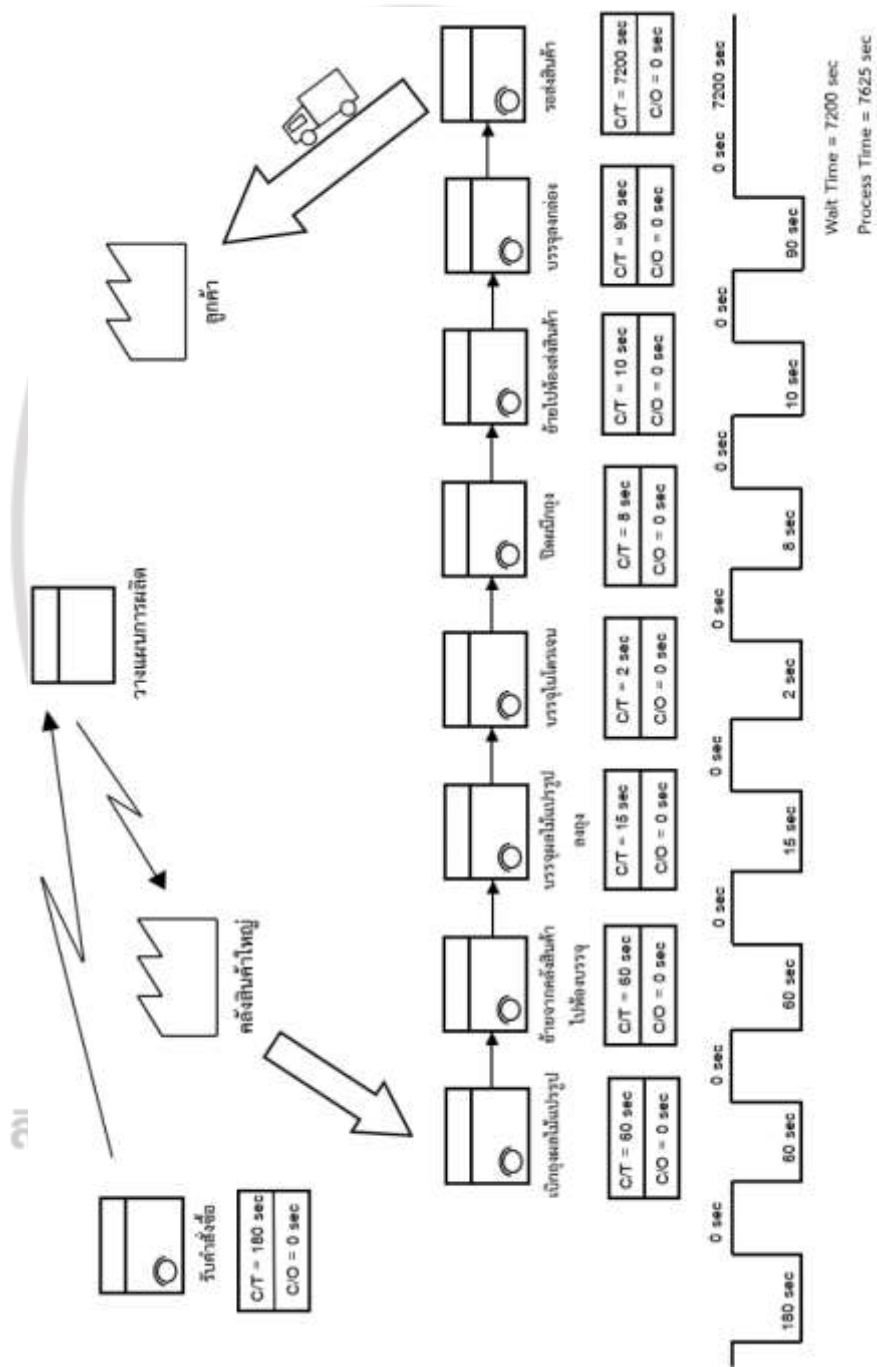 วางแผนการผลิต
ลูกค้า
คลังสินค้าใหญ่
รับคำสั่งซื้อ
C/T = 180 sec
C/O = 0 sec
เบิกถุงผลไม้แปรรูป
C/T = 60 sec
C/O = 0 sec
ย้ายจากคลังสินค้า
ไปห้องบรรจุ
C/T = 60 sec
C/O = 0 sec
บรรจุผลไม้แปรรูป
ลงถุง
C/T = 15 sec
C/O = 0 sec
บรรจุไนโตรเจน
C/T = 2 sec
C/O = 0 sec
ปิดผนึกถุง
C/T = 8 sec
C/O = 0 sec
ย้ายไปห้องส่งสินค้า
C/T = 10 sec
C/O = 0 sec
บรรจุลงกล่อง
C/T = 90 sec
C/O = 0 sec
รอส่งสินค้า
C/T = 7200 sec
C/O = 0 sec
180 sec
0 sec
60 sec
0 sec
60 sec
0 sec
15 sec
0 sec
2 sec
0 sec
8 sec
0 sec
10 sec
0 sec
90 sec
0 sec
7200 sec
Wait Time = 7200 sec
Process Time = 7625 sec